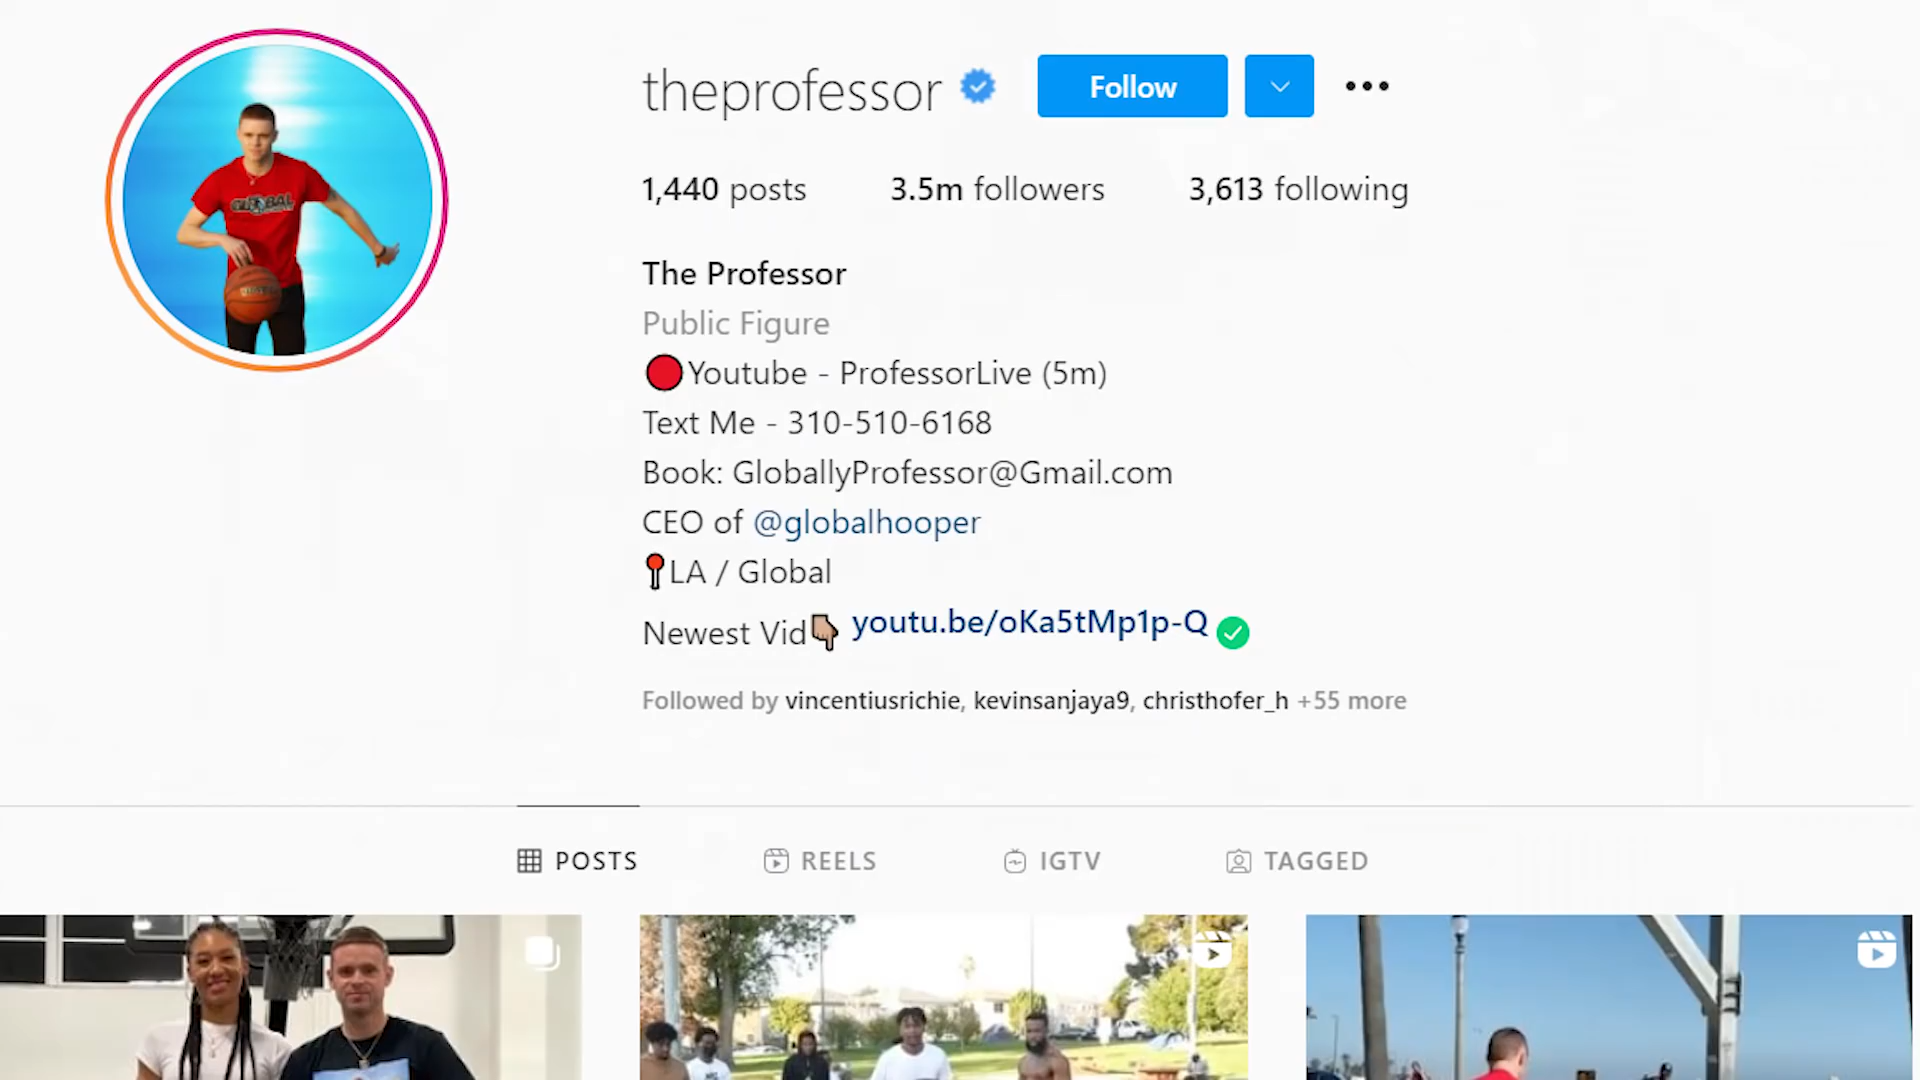 theprofessor
Follow
1,440 posts 3.5m followers 3,613 following
The Professor
Public Figure
🔴Youtube - ProfessorLive (5m)
Text Me - 310-510-6168
Book: GloballyProfessor@Gmail.com
CEO of @globalhooper
📍LA / Global
Newest Vid👇🏽 youtu.be/oKa5tMp1p-Q
Followed by vincentiusrichie, kevinsanjaya9, christhofer_h +55 more
POSTS REELS IGTV TAGGED
GLOBAL